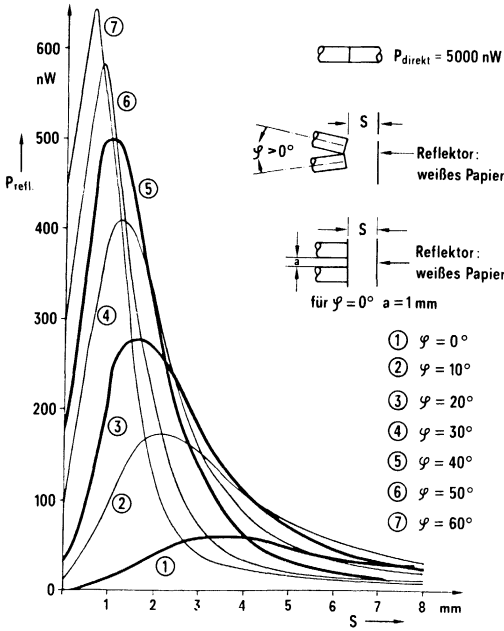 600
nW
500
P refl.
400
300
200
100
0
1
2
3
4
5
6
7
8
mm
S
⑦
⑥
⑤
④
③
②
①
P direkt = 5000 nW
S
φ > 0°
Reflektor:
weißes Papier
S
a
Reflektor:
weißes Papier
für φ = 0° a = 1 mm
① φ = 0°
② φ = 10°
③ φ = 20°
④ φ = 30°
⑤ φ = 40°
⑥ φ = 50°
⑦ φ = 60°